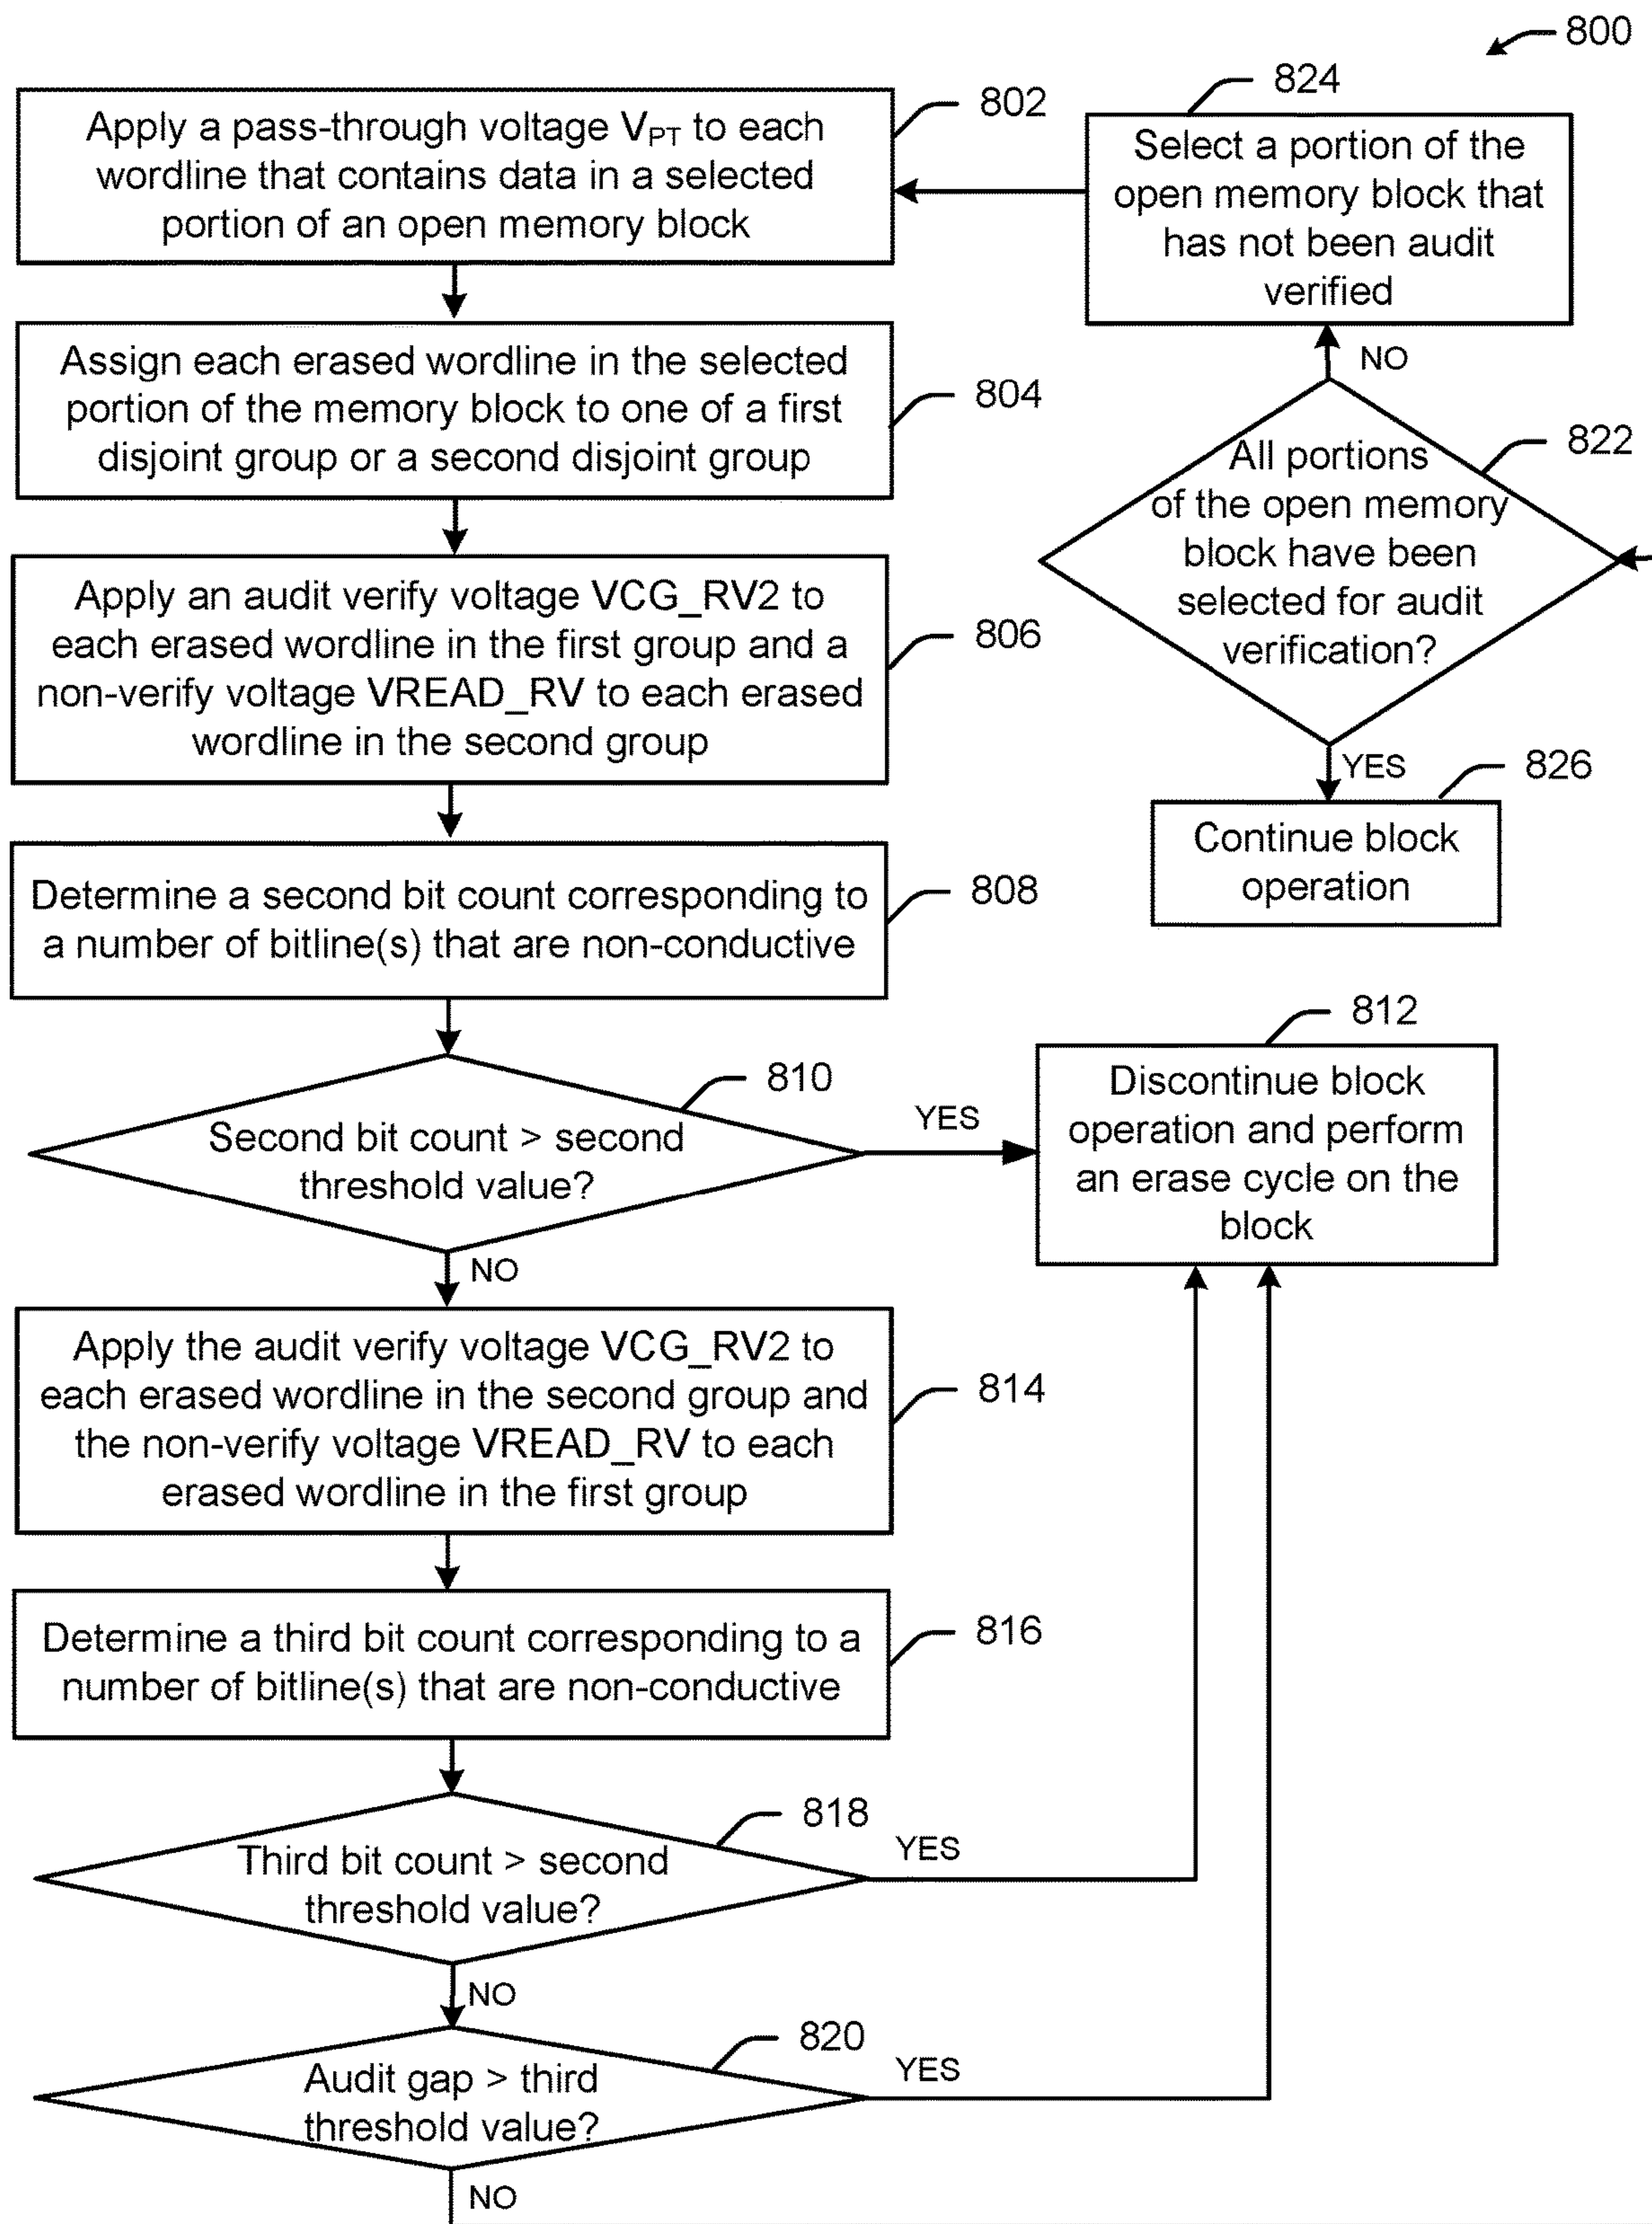 800
802
Apply a pass-through voltage VPT to each
wordline that contains data in a selected
portion of an open memory block
824
Select a portion of the
open memory block that
has not been audit
verified
NO
804
Assign each erased wordline in the selected
portion of the memory block to one of a first
disjoint group or a second disjoint group
822
All portions
of the open memory
block have been
selected for audit
verification?
YES
806
Apply an audit verify voltage VCG_RV2 to
each erased wordline in the first group and a
non-verify voltage VREAD_RV to each erased
wordline in the second group
826
Continue block
operation
808
Determine a second bit count corresponding to
a number of bitline(s) that are non-conductive
810
Second bit count > second
threshold value?
YES
NO
812
Discontinue block
operation and perform
an erase cycle on the
block
814
Apply the audit verify voltage VCG_RV2 to
each erased wordline in the second group and
the non-verify voltage VREAD_RV to each
erased wordline in the first group
816
Determine a third bit count corresponding to a
number of bitline(s) that are non-conductive
818
Third bit count > second
threshold value?
YES
NO
820
Audit gap > third
threshold value?
YES
NO